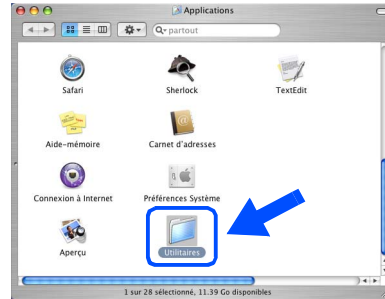 Applications
partout
Safari
Sherlock
TextEdit
Aide-mémoire
Carnet d'adresses
Connexion à Internet
Préférences Système
Aperçu
Utilitaires
1 sur 28 sélectionné, 11.39 Go disponibles